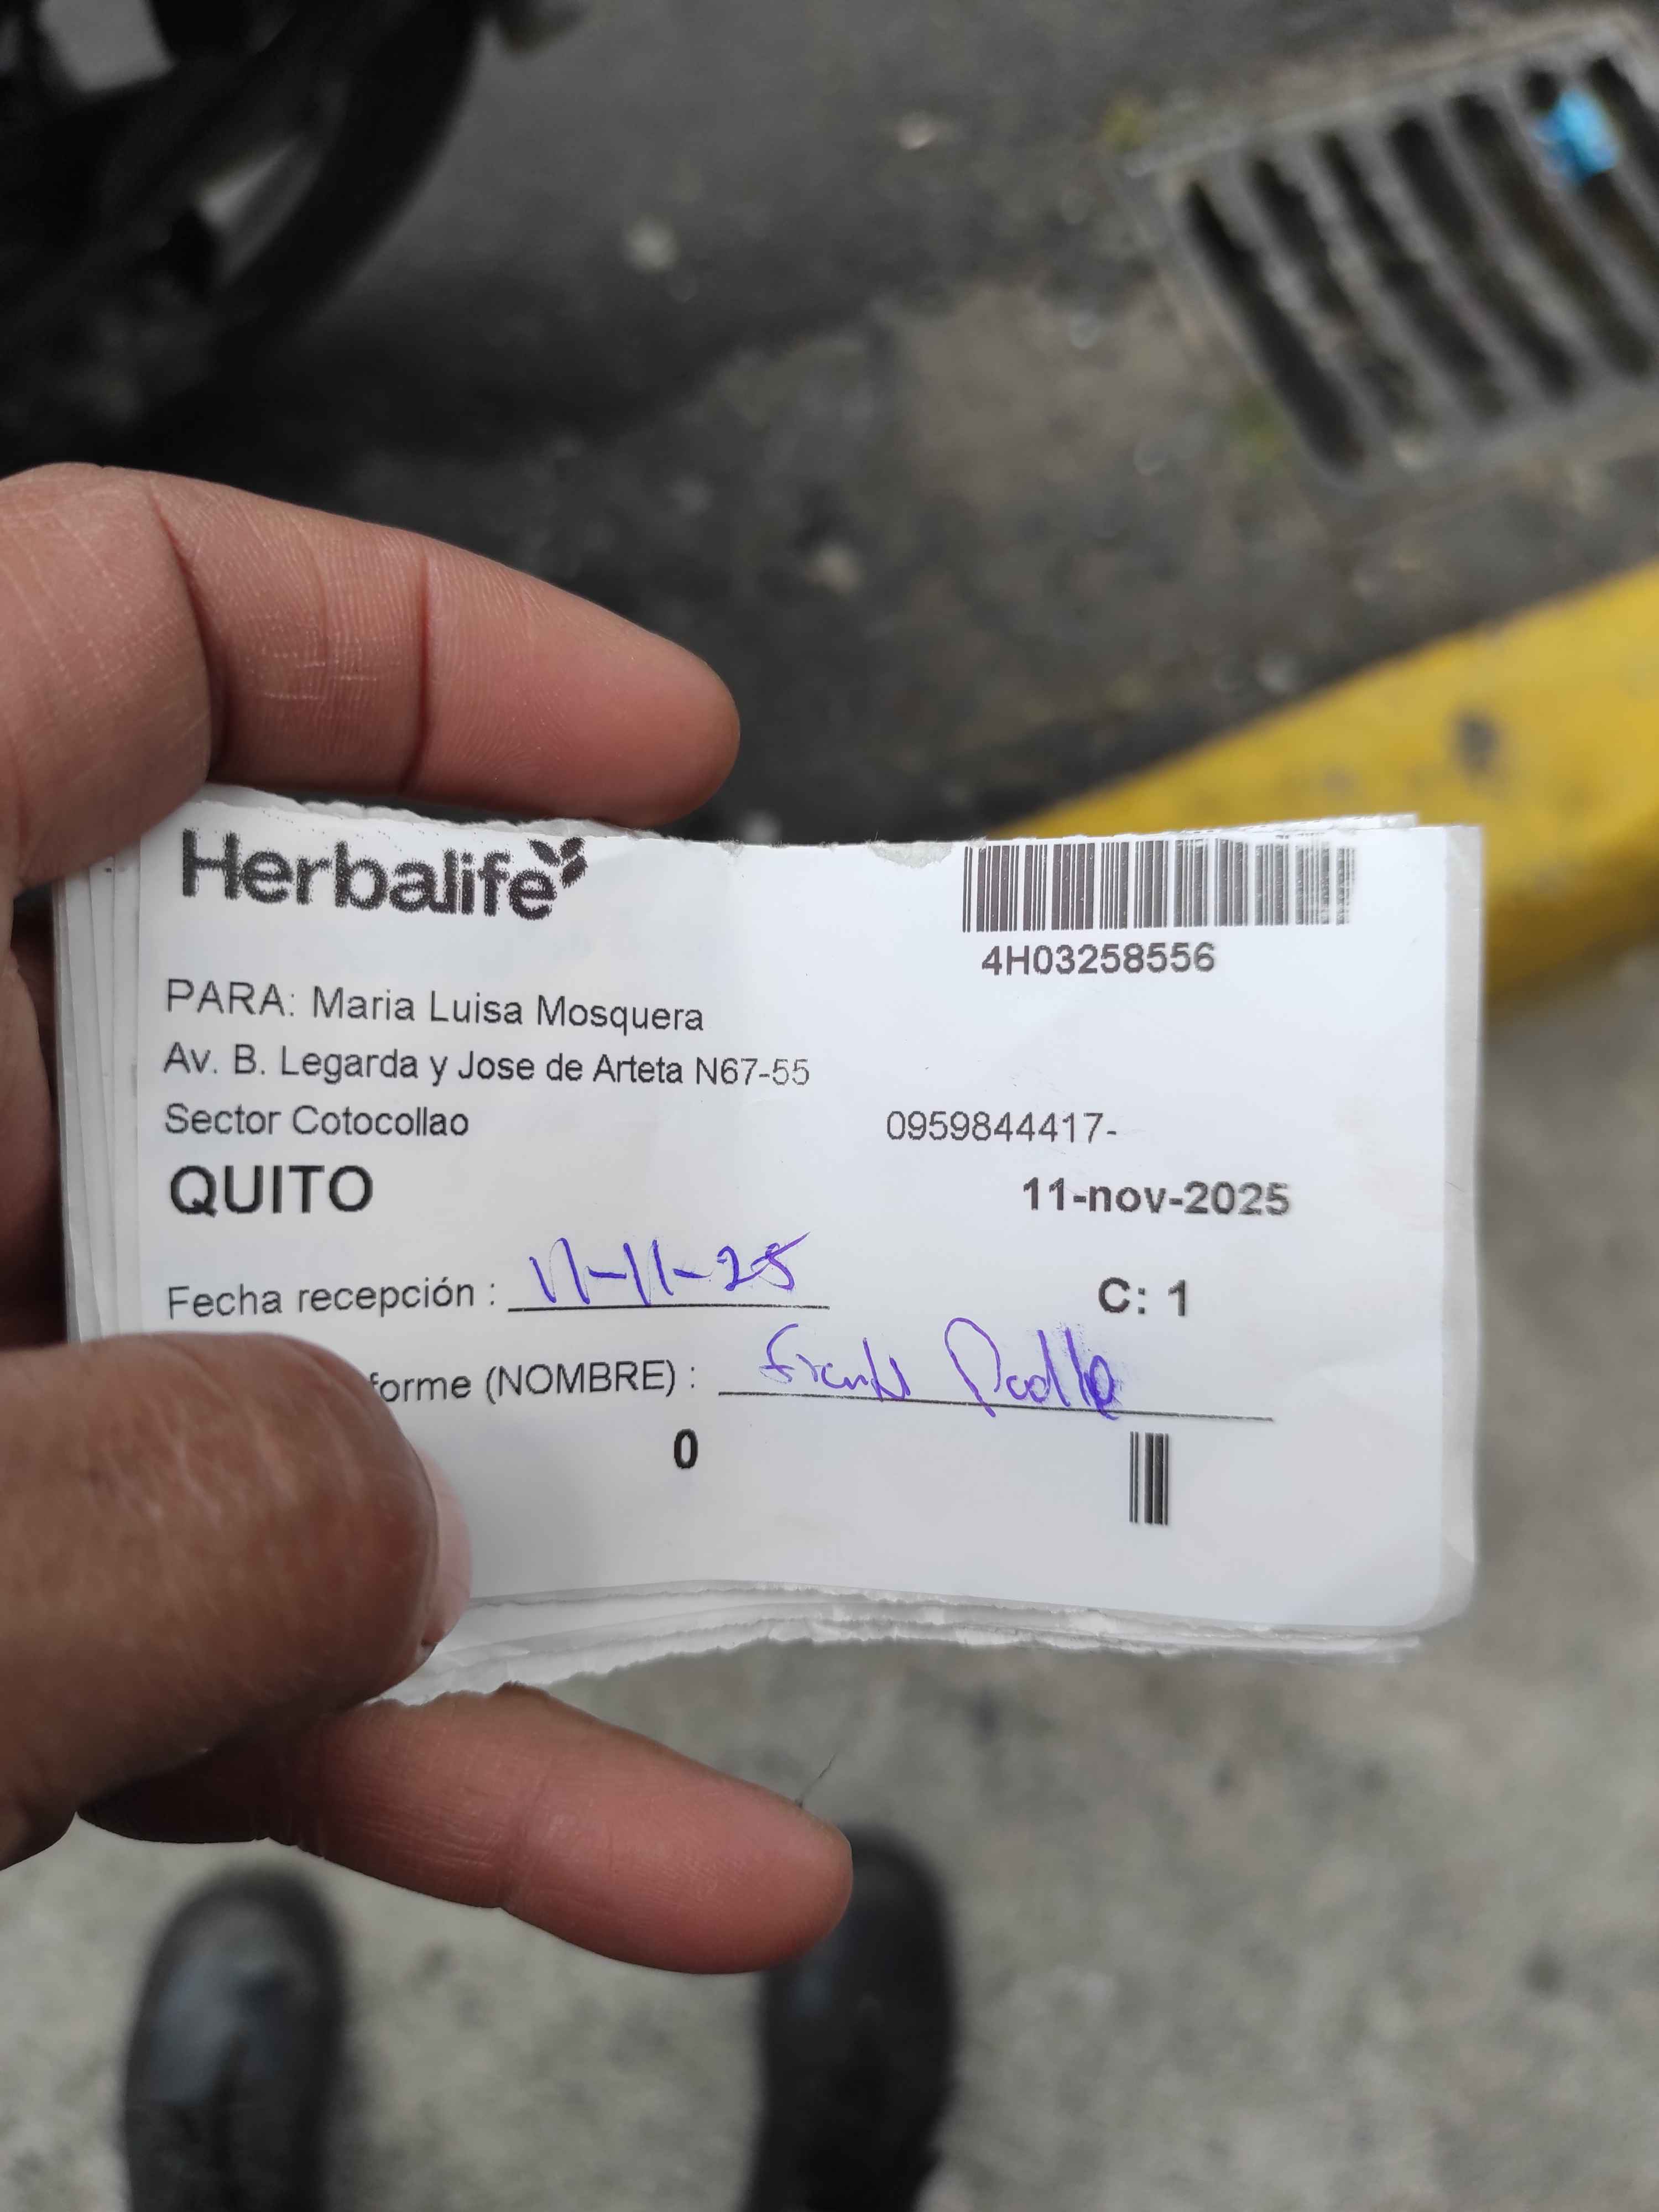 Herbalife
4H03258556
PARA: Maria Luisa Mosquera
Av. B. Legarda y Jose de Arteta N67-55
Sector Cotocollao 0959844417-
QUITO 11-nov-2025
Fecha recepción : 11-11-25 C: 1
forme (NOMBRE) :
0